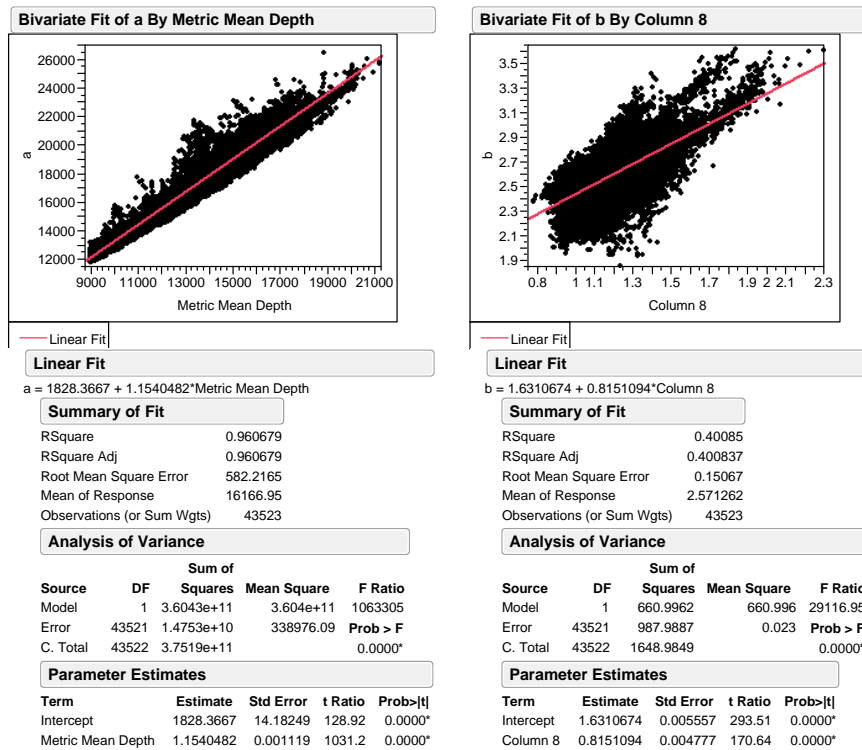 Bivariate Fit of a By Metric Mean Depth
a
26000
24000
22000
20000
18000
16000
14000
12000
9000 11000 13000 15000 17000 19000 21000
Metric Mean Depth
Linear Fit
Linear Fit
a = 1828.3667 + 1.1540482*Metric Mean Depth
Summary of Fit
RSquare 0.960679
RSquare Adj 0.960679
Root Mean Square Error 582.2165
Mean of Response 16166.95
Observations (or Sum Wgts) 43523
Analysis of Variance
Source DF Sum of Squares Mean Square F Ratio
Model 1 3.6043e+11 3.604e+11 1063305
Error 43521 1.4753e+10 338976.09 Prob > F
C. Total 43522 3.7519e+11 0.0000*
Parameter Estimates
Term Estimate Std Error t Ratio Prob>|t|
Intercept 1828.3667 14.18249 128.92 0.0000*
Metric Mean Depth 1.1540482 0.001119 1031.2 0.0000*
Bivariate Fit of b By Column 8
b
3.5
3.3
3.1
2.9
2.7
2.5
2.3
2.1
1.9
0.8 1 1.1 1.3 1.5 1.7 1.9 2 2.1 2.3
Column 8
Linear Fit
Linear Fit
b = 1.6310674 + 0.8151094*Column 8
Summary of Fit
RSquare 0.40085
RSquare Adj 0.400837
Root Mean Square Error 0.15067
Mean of Response 2.571262
Observations (or Sum Wgts) 43523
Analysis of Variance
Source DF Sum of Squares Mean Square F Ratio
Model 1 660.9962 660.996 29116.95
Error 43521 987.9887 0.023 Prob > F
C. Total 43522 1648.9849 0.0000*
Parameter Estimates
Term Estimate Std Error t Ratio Prob>|t|
Intercept 1.6310674 0.005557 293.51 0.0000*
Column 8 0.8151094 0.004777 170.64 0.0000*